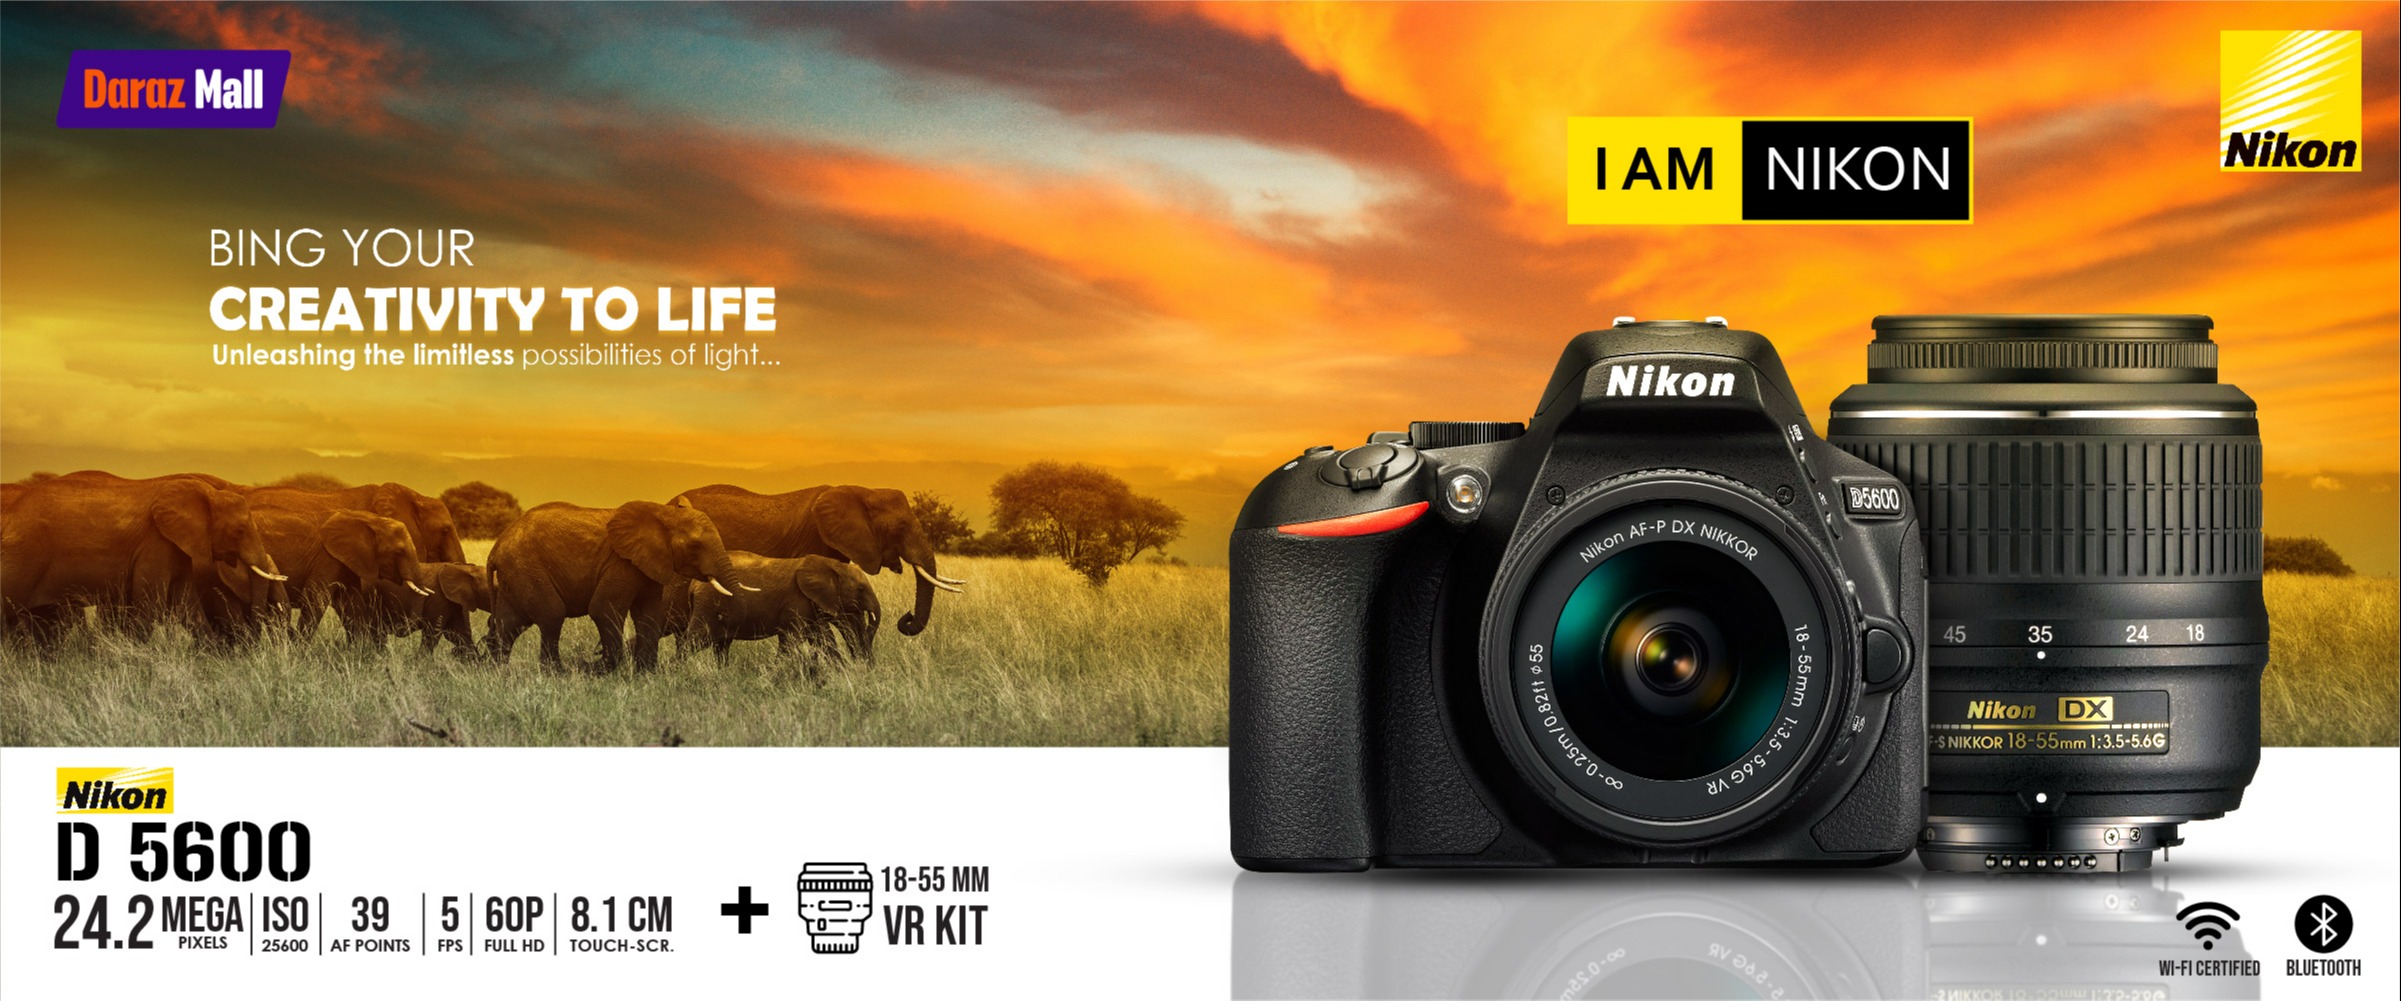 Daraz Mall
I AM NIKON
Nikon
BING YOUR
CREATIVITY TO LIFE
Unleashing the limitless possibilities of light...
Nikon
D5600
Nikon AF-P DX NIKKOR
18-55mm 1:3.5-5.6G VR
∞-0.25m/0.82ft ⌀55
45 35 24 18
Nikon DX
F-S NIKKOR 18-55mm 1:3.5-5.6G
Nikon
D 5600
24.2 MEGA PIXELS
ISO 25600
39 AF POINTS
5 FPS
60P FULL HD
8.1 CM TOUCH-SCR.
+
18-55 MM
VR KIT
WI-FI CERTIFIED
BLUETOOTH